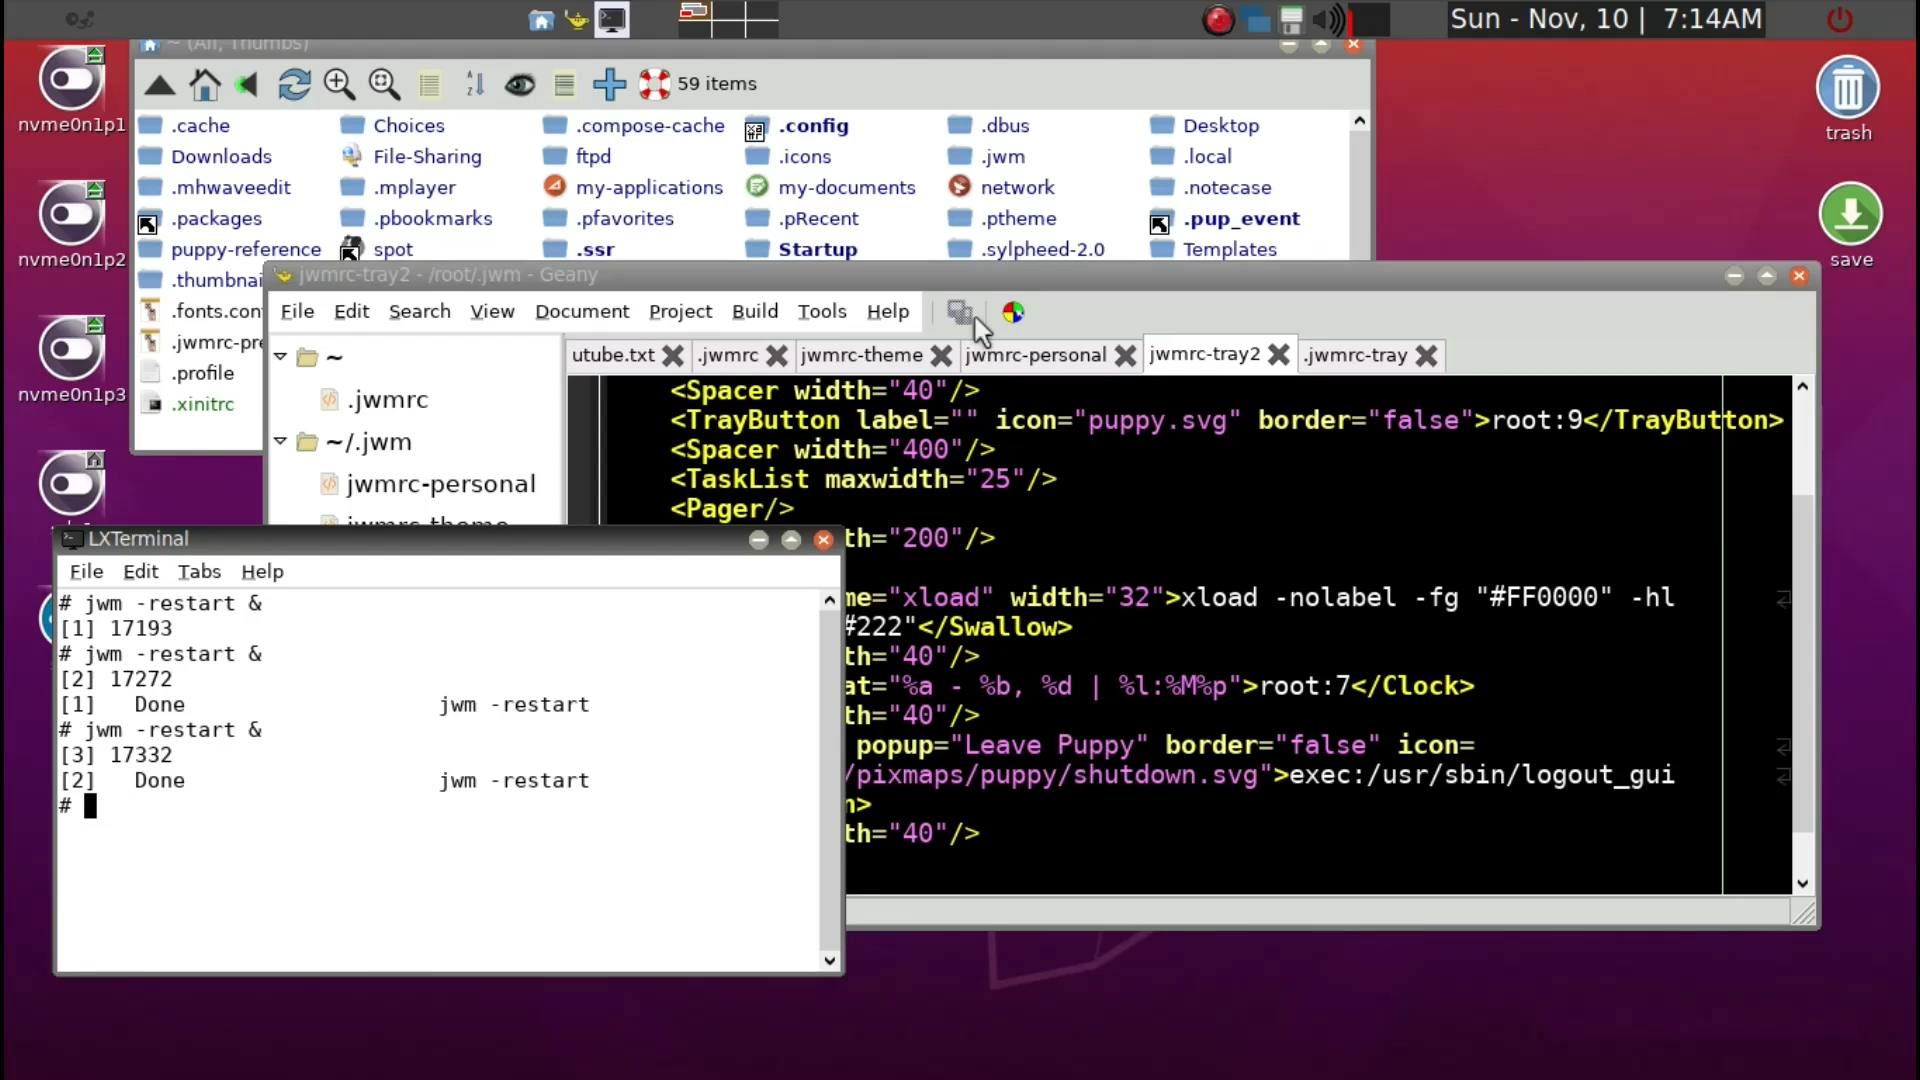 Sun - Nov, 10 | 7:14AM
~ (All, Thumbs)
59 items
.cache Choices .compose-cache .config .dbus Desktop
Downloads File-Sharing ftpd .icons .jwm .local
.mhwaveedit .mplayer my-applications my-documents network .notecase
.packages .pbookmarks .pfavorites .pRecent .ptheme .pup_event
puppy-reference spot .ssr Startup .sylpheed-2.0 Templates
.thumbnai
.fonts.con
.jwmrc-pre
.profile
.xinitrc
nvme0n1p1
nvme0n1p2
nvme0n1p3
trash
save
jwmrc-tray2 - /root/.jwm - Geany
File Edit Search View Document Project Build Tools Help
utube.txt .jwmrc jwmrc-theme jwmrc-personal jwmrc-tray2 .jwmrc-tray
~
.jwmrc
~/.jwm
jwmrc-personal
jwmrc-theme
<Spacer width="40"/>
<TrayButton label="" icon="puppy.svg" border="false">root:9</TrayButton>
<Spacer width="400"/>
<TaskList maxwidth="25"/>
<Pager/>
th="200"/>
me="xload" width="32">xload -nolabel -fg "#FF0000" -hl
#222"</Swallow>
th="40"/>
at="%a - %b, %d | %l:%M%p">root:7</Clock>
th="40"/>
popup="Leave Puppy" border="false" icon=
/pixmaps/puppy/shutdown.svg">exec:/usr/sbin/logout_gui
n>
th="40"/>
LXTerminal
File Edit Tabs Help
# jwm -restart &
[1] 17193
# jwm -restart &
[2] 17272
[1] Done jwm -restart
# jwm -restart &
[3] 17332
[2] Done jwm -restart
#